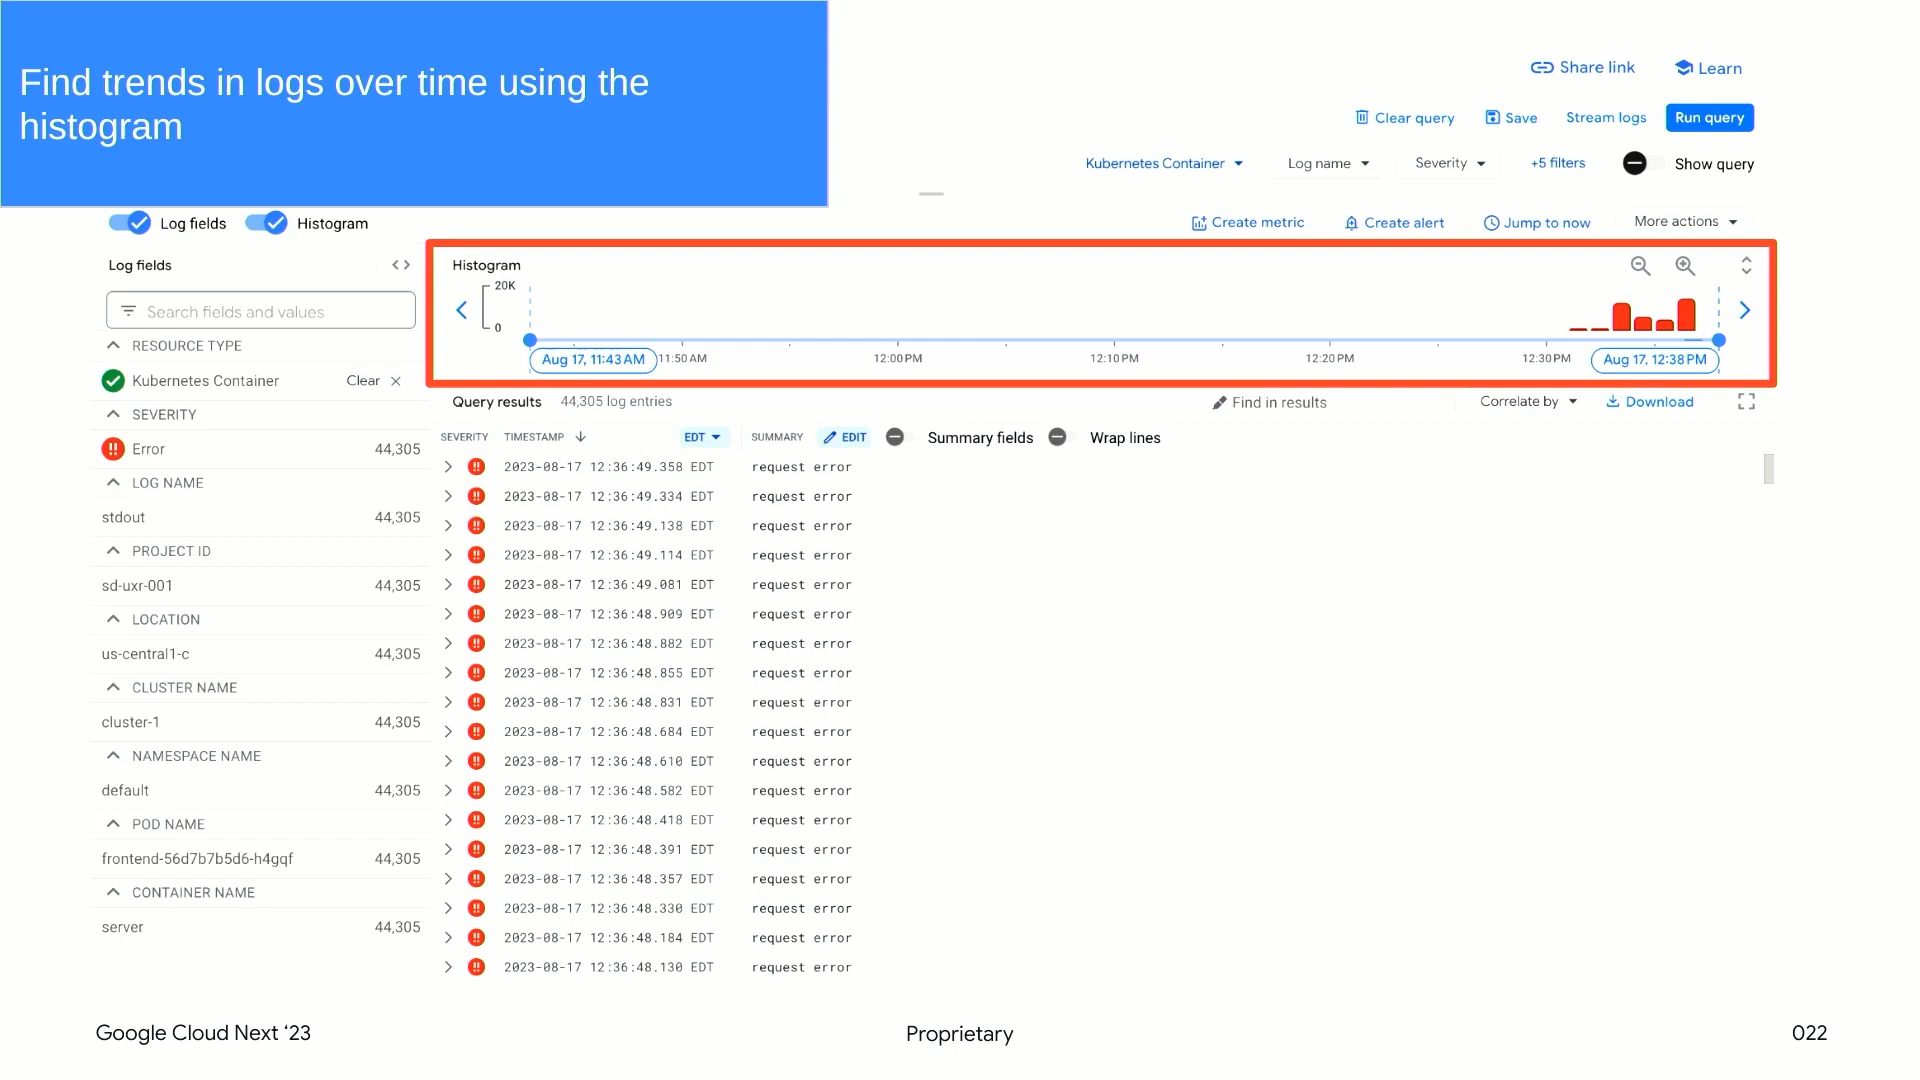 Find trends in logs over time using the
histogram
Share link
Learn
Clear query
Save
Stream logs
Run query
Kubernetes Container
Log name
Severity
+5 filters
Show query
Log fields
Histogram
Create metric
Create alert
Jump to now
More actions
Log fields
Search fields and values
RESOURCE TYPE
Kubernetes Container
Clear
SEVERITY
Error 44,305
LOG NAME
stdout 44,305
PROJECT ID
sd-uxr-001 44,305
LOCATION
us-central1-c 44,305
CLUSTER NAME
cluster-1 44,305
NAMESPACE NAME
default 44,305
POD NAME
frontend-56d7b7b5d6-h4gqf 44,305
CONTAINER NAME
server 44,305
Histogram
20K
0
Aug 17, 11:43 AM
11:50 AM
12:00 PM
12:10 PM
12:20 PM
12:30 PM
Aug 17, 12:38 PM
Query results 44,305 log entries
Find in results
Correlate by
Download
SEVERITY TIMESTAMP EDT SUMMARY EDIT Summary fields Wrap lines
2023-08-17 12:36:49.358 EDT request error
2023-08-17 12:36:49.334 EDT request error
2023-08-17 12:36:49.138 EDT request error
2023-08-17 12:36:49.114 EDT request error
2023-08-17 12:36:49.081 EDT request error
2023-08-17 12:36:48.909 EDT request error
2023-08-17 12:36:48.882 EDT request error
2023-08-17 12:36:48.855 EDT request error
2023-08-17 12:36:48.831 EDT request error
2023-08-17 12:36:48.684 EDT request error
2023-08-17 12:36:48.610 EDT request error
2023-08-17 12:36:48.582 EDT request error
2023-08-17 12:36:48.418 EDT request error
2023-08-17 12:36:48.391 EDT request error
2023-08-17 12:36:48.357 EDT request error
2023-08-17 12:36:48.330 EDT request error
2023-08-17 12:36:48.184 EDT request error
2023-08-17 12:36:48.130 EDT request error
Google Cloud Next ‘23
Proprietary
022